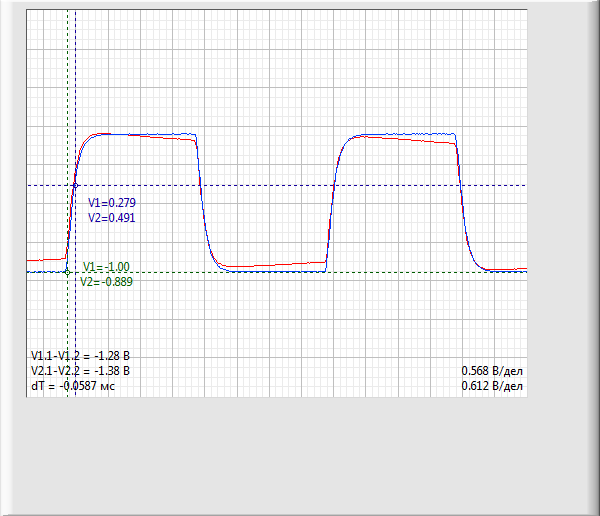 V1=0.279
V2=0.491
V1=-1.00
V2=-0.889
V1.1-V1.2 = -1.28 В
V2.1-V2.2 = -1.38 В
dT = -0.0587 мс
0.568 В/дел
0.612 В/дел